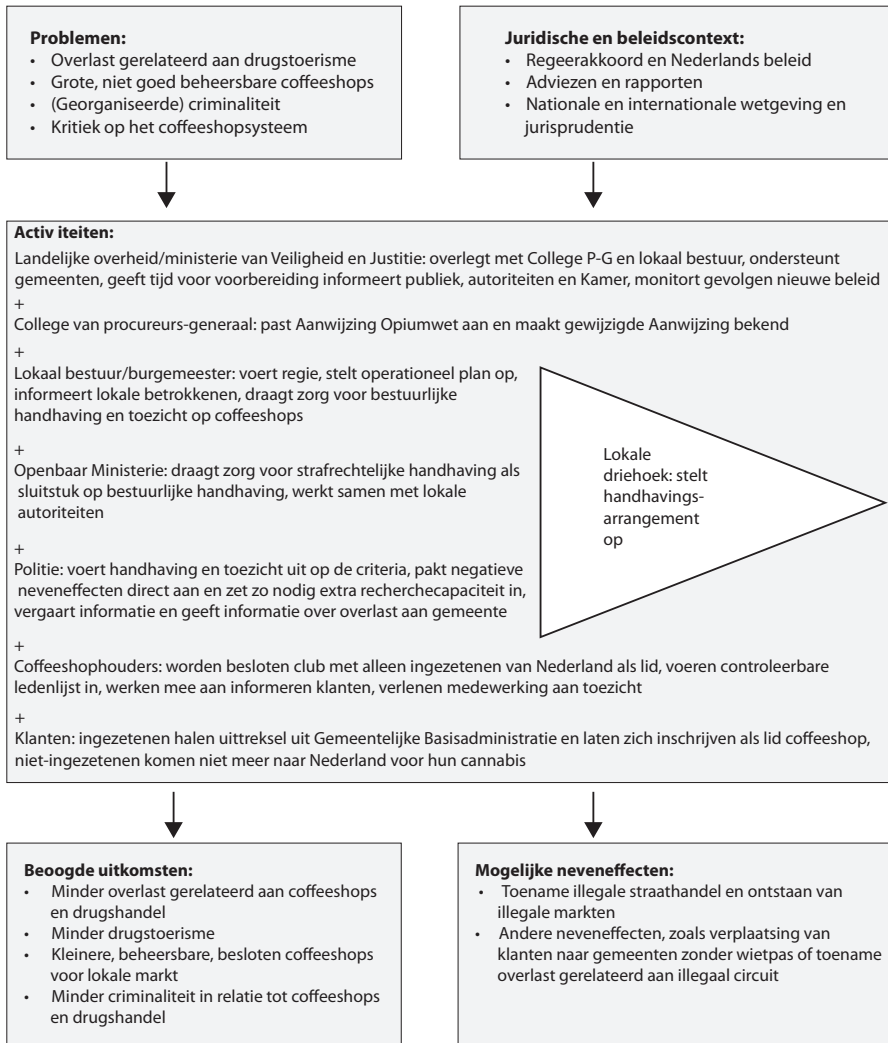 Problemen:
• Overlast gerelateerd aan drugstoerisme
• Grote, niet goed beheersbare coffeeshops
• (Georganiseerde) criminaliteit
• Kritiek op het coffeeshopsysteem
Juridische en beleidscontext:
• Regeerakkoord en Nederlands beleid
• Adviezen en rapporten
• Nationale en internationale wetgeving en
jurisprudentie
Activ iteiten:
Landelijke overheid/ministerie van Veiligheid en Justitie: overlegt met College P-G en lokaal bestuur, ondersteunt
gemeenten, geeft tijd voor voorbereiding informeert publiek, autoriteiten en Kamer, monitort gevolgen nieuwe beleid
+
College van procureurs-generaal: past Aanwijzing Opiumwet aan en maakt gewijzigde Aanwijzing bekend
+
Lokaal bestuur/burgemeester: voert regie, stelt operationeel plan op,
informeert lokale betrokkenen, draagt zorg voor bestuurlijke
handhaving en toezicht op coffeeshops
+
Openbaar Ministerie: draagt zorg voor strafrechtelijke handhaving als
sluitstuk op bestuurlijke handhaving, werkt samen met lokale
autoriteiten
+
Politie: voert handhaving en toezicht uit op de criteria, pakt negatieve
neveneffecten direct aan en zet zo nodig extra recherchecapaciteit in,
vergaart informatie en geeft informatie over overlast aan gemeente
Lokale
driehoek: stelt
handhavings-
arrangement
op
+
Coffeeshophouders: worden besloten club met alleen ingezetenen van Nederland als lid, voeren controleerbare
ledenlijst in, werken mee aan informeren klanten, verlenen medewerking aan toezicht
+
Klanten: ingezetenen halen uittreksel uit Gemeentelijke Basisadministratie en laten zich inschrijven als lid coffeeshop,
niet-ingezetenen komen niet meer naar Nederland voor hun cannabis
Beoogde uitkomsten:
• Minder overlast gerelateerd aan coffeeshops
en drugshandel
• Minder drugstoerisme
• Kleinere, beheersbare, besloten coffeeshops
voor lokale markt
• Minder criminaliteit in relatie tot coffeeshops
en drugshandel
Mogelijke neveneffecten:
• Toename illegale straathandel en ontstaan van
illegale markten
• Andere neveneffecten, zoals verplaatsing van
klanten naar gemeenten zonder wietpas of toename
overlast gerelateerd aan illegaal circuit